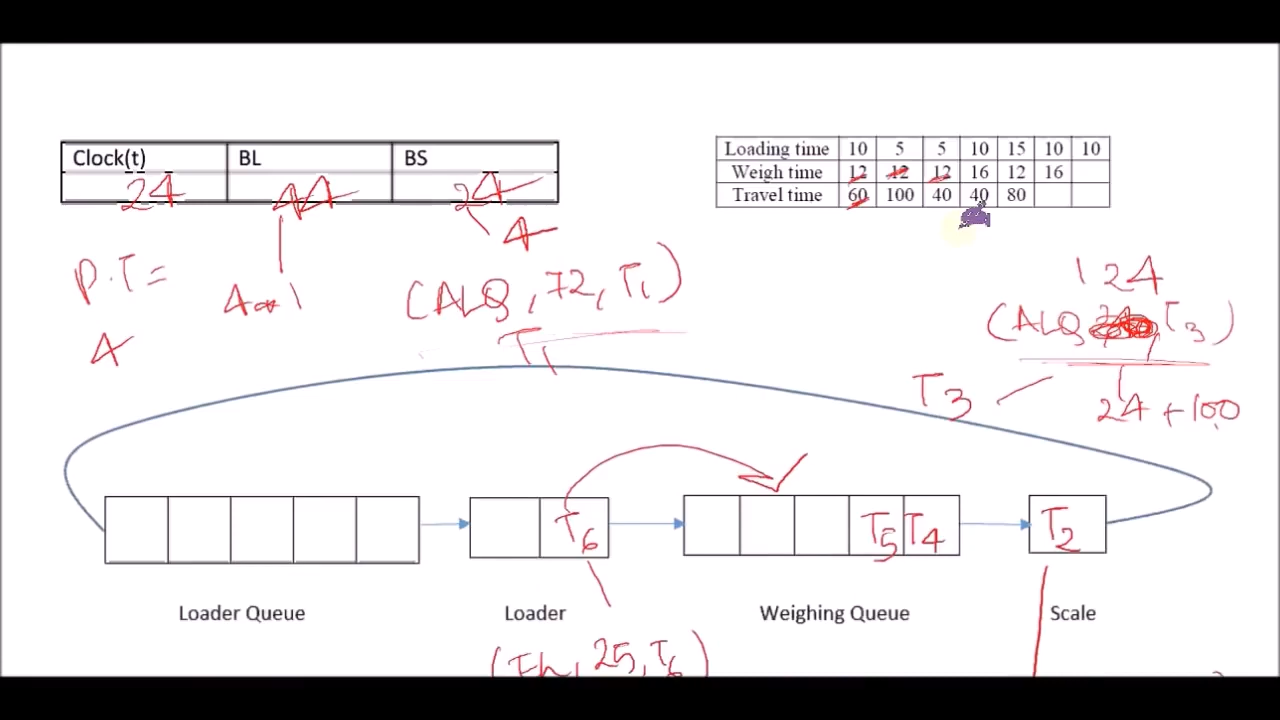 Clock(t) BL BS
24 44 24
4
Loading time 10 5 5 10 15 10 10
Weigh time 12 12 12 16 12 16
Travel time 60 100 40 40 80
P.T =
4
(ALQ, 72, T1)
T1
124
(ALQ, T3)
T3
24 + 100
T6
T5 T4
T2
Loader Queue Loader Weighing Queue Scale
25, T6)